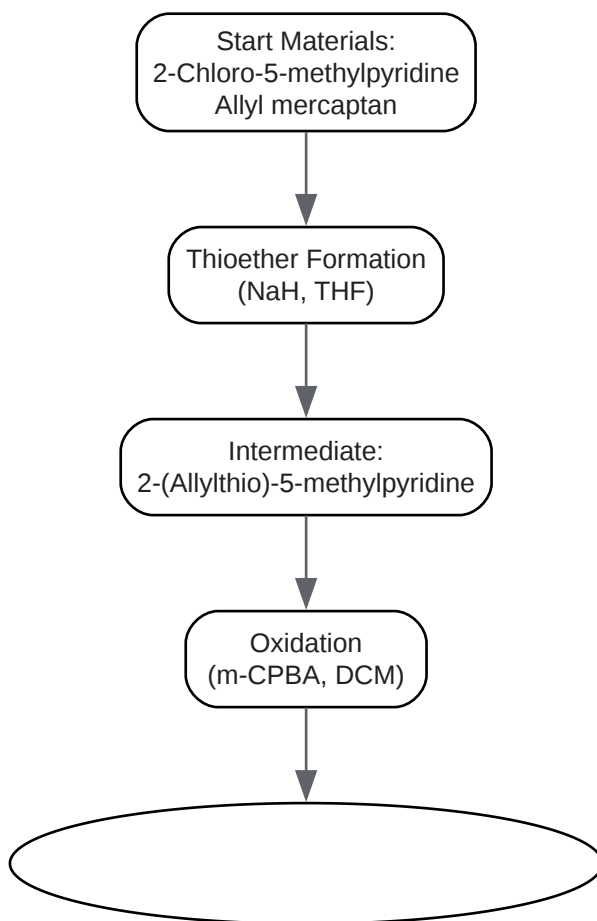 Start Materials:
2-Chloro-5-methylpyridine
Allyl mercaptan
Thioether Formation
(NaH, THF)
Intermediate:
2-(Allylthio)-5-methylpyridine
Oxidation
(m-CPBA, DCM)